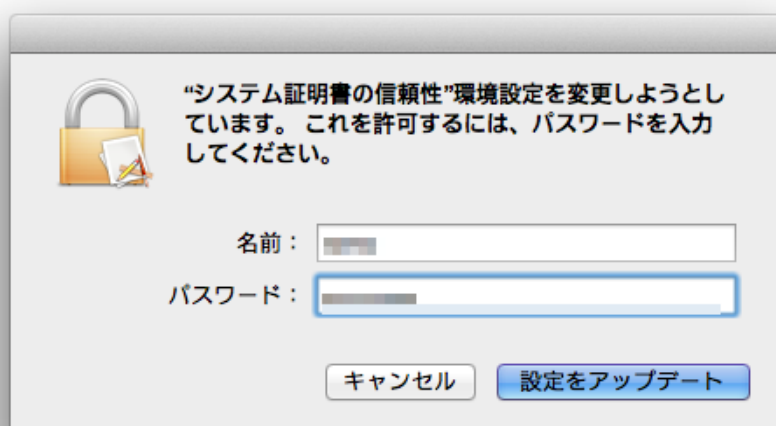 “システム証明書の信頼性”環境設定を変更しようとし
ています。 これを許可するには、パスワードを入力
してください。
名前：
パスワード：
キャンセル
設定をアップデート